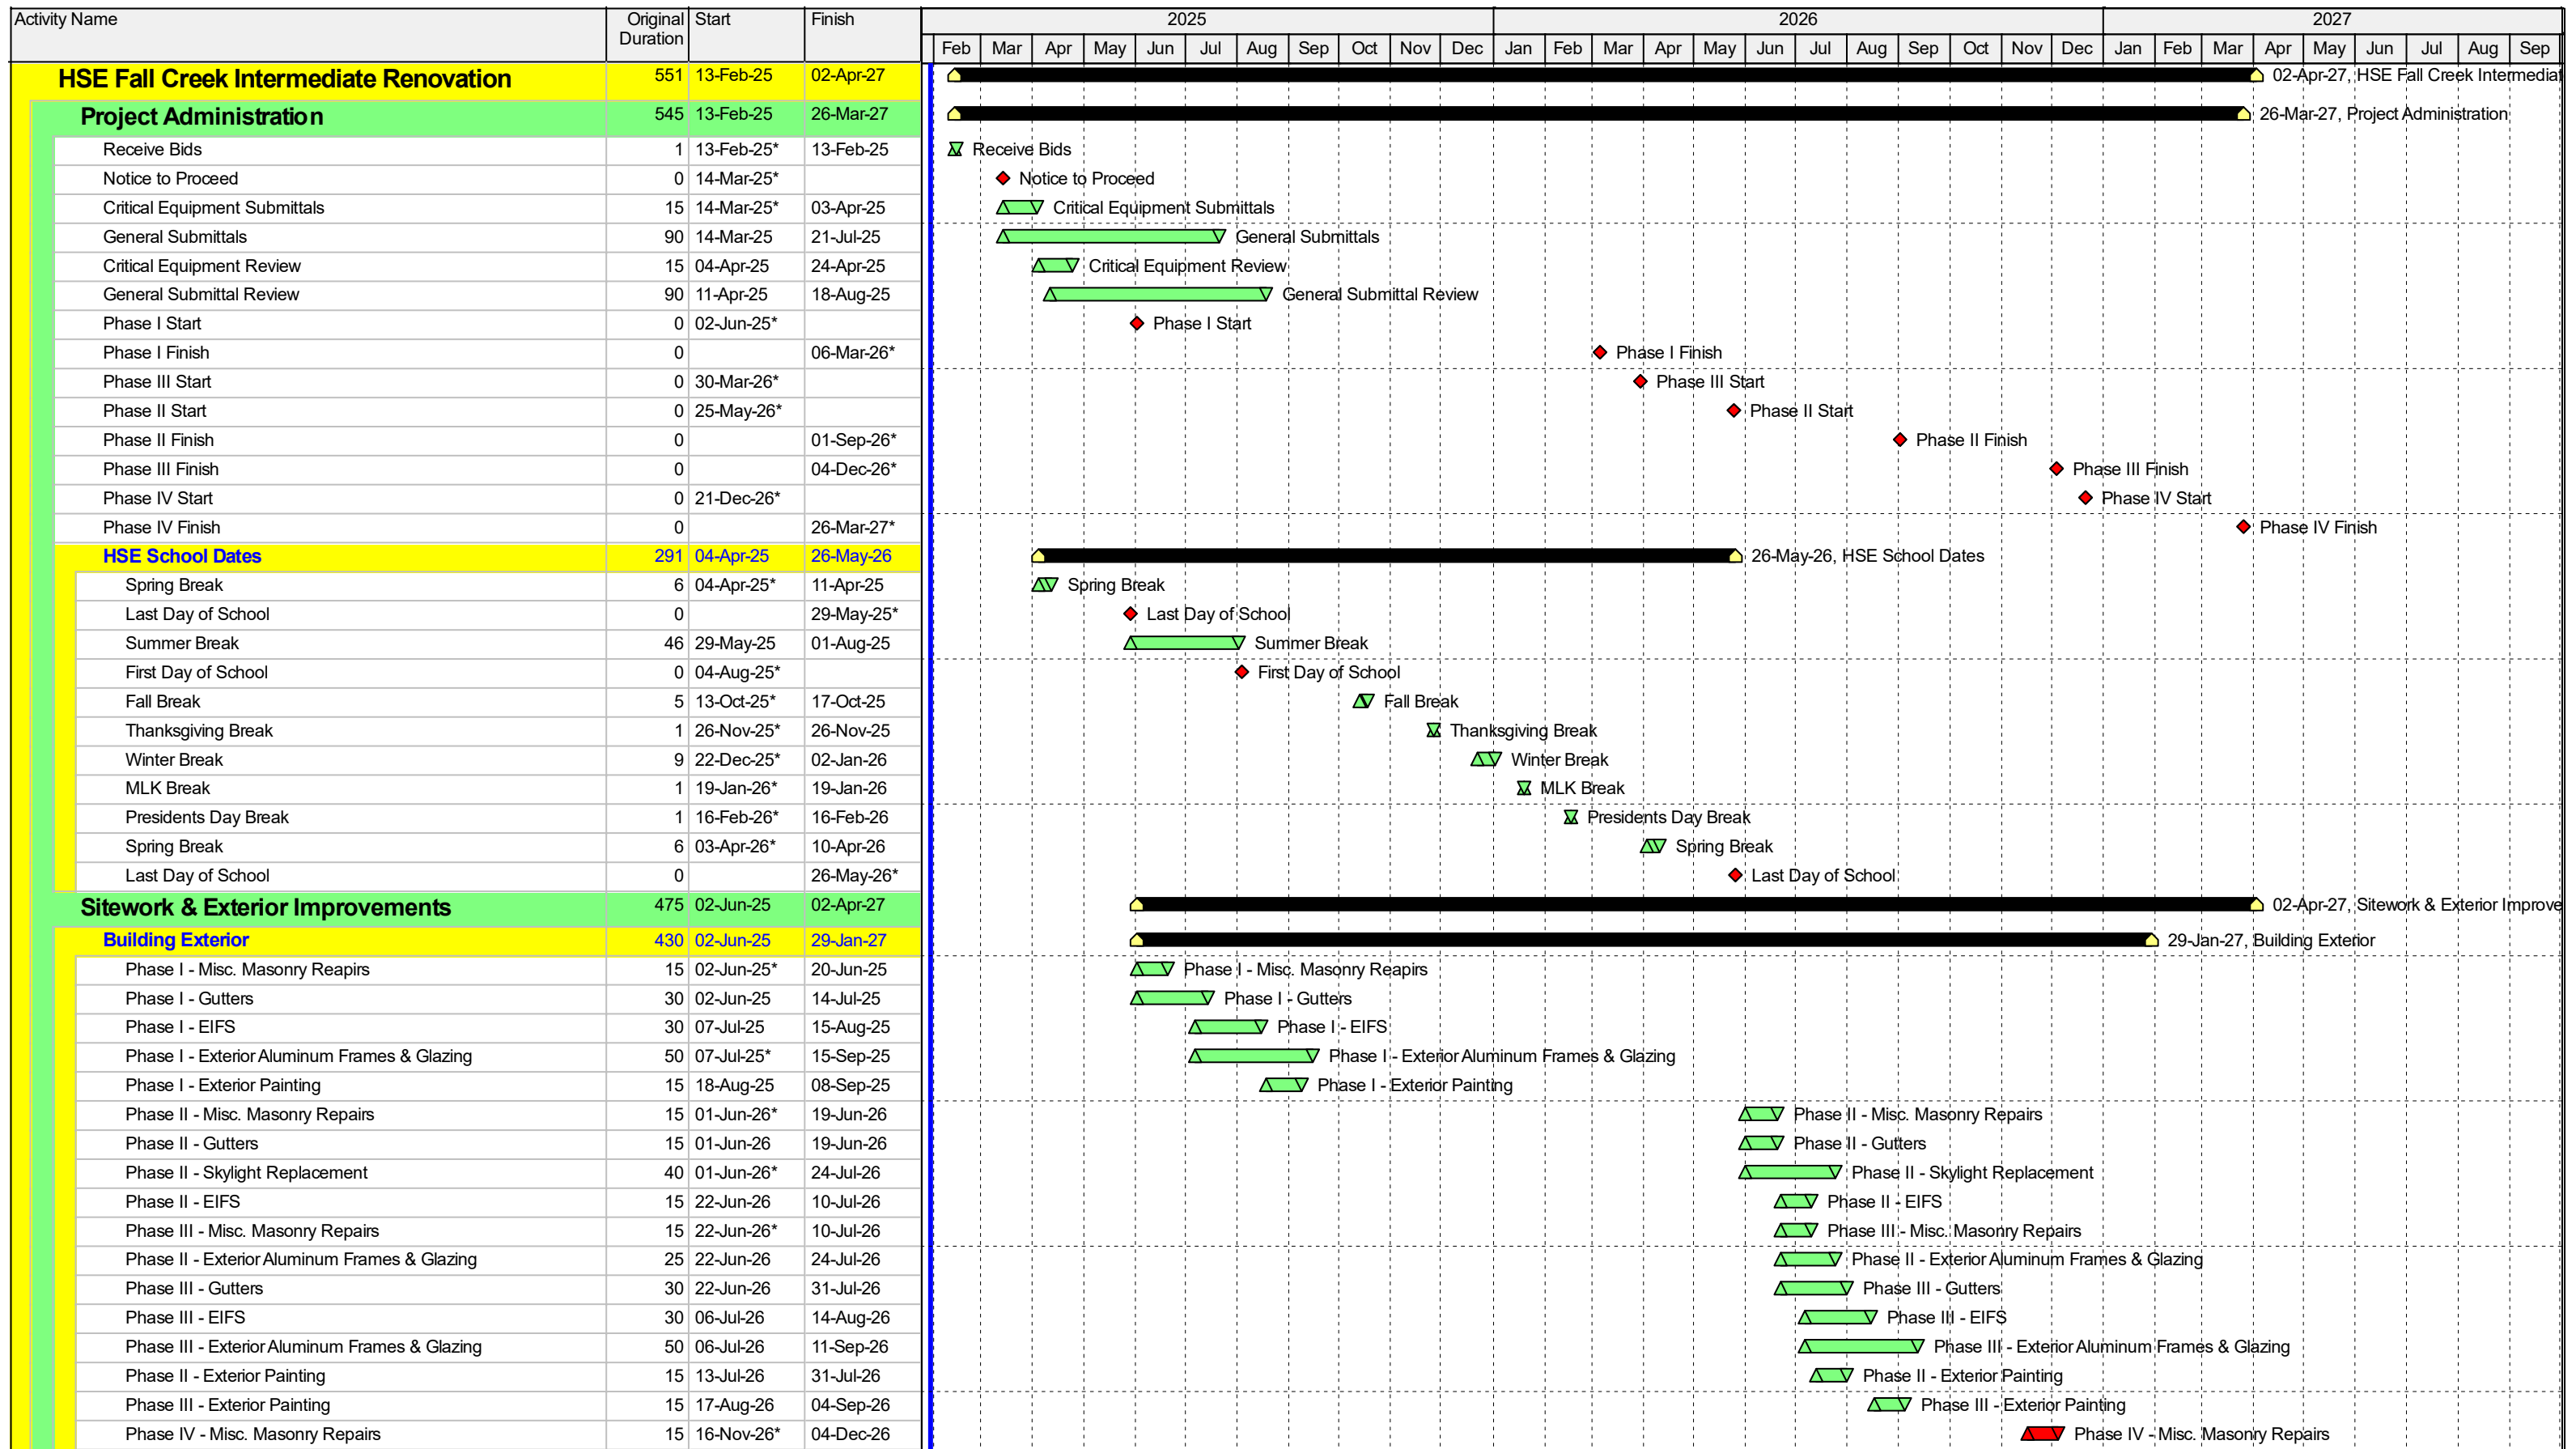 Activity Name Original Start Finish 2025 2026 2027
Duration Feb Mar Apr May Jun Jul Aug Sep Oct Nov Dec Jan Feb Mar Apr May Jun Jul Aug Sep Oct Nov Dec Jan Feb Mar Apr May Jun Jul Aug Sep
HSE Fall Creek Intermediate Renovation 551 13-Feb-25 02-Apr-27 02-Apr-27, HSE Fall Creek Intermediat
Project Administration 545 13-Feb-25 26-Mar-27 26-Mar-27, Project Administration
Receive Bids 1 13-Feb-25* 13-Feb-25 Receive Bids
Notice to Proceed 0 14-Mar-25* Notice to Proceed
Critical Equipment Submittals 15 14-Mar-25* 03-Apr-25 Critical Equipment Submittals
General Submittals 90 14-Mar-25 21-Jul-25 General Submittals
Critical Equipment Review 15 04-Apr-25 24-Apr-25 Critical Equipment Review
General Submittal Review 90 11-Apr-25 18-Aug-25 General Submittal Review
Phase I Start 0 02-Jun-25* Phase I Start
Phase I Finish 0 06-Mar-26* Phase I Finish
Phase III Start 0 30-Mar-26* Phase III Start
Phase II Start 0 25-May-26* Phase II Start
Phase II Finish 0 01-Sep-26* Phase II Finish
Phase III Finish 0 04-Dec-26* Phase III Finish
Phase IV Start 0 21-Dec-26* Phase IV Start
Phase IV Finish 0 26-Mar-27* Phase IV Finish
HSE School Dates 291 04-Apr-25 26-May-26 26-May-26, HSE School Dates
Spring Break 6 04-Apr-25* 11-Apr-25 Spring Break
Last Day of School 0 29-May-25* Last Day of School
Summer Break 46 29-May-25 01-Aug-25 Summer Break
First Day of School 0 04-Aug-25* First Day of School
Fall Break 5 13-Oct-25* 17-Oct-25 Fall Break
Thanksgiving Break 1 26-Nov-25* 26-Nov-25 Thanksgiving Break
Winter Break 9 22-Dec-25* 02-Jan-26 Winter Break
MLK Break 1 19-Jan-26* 19-Jan-26 MLK Break
Presidents Day Break 1 16-Feb-26* 16-Feb-26 Presidents Day Break
Spring Break 6 03-Apr-26* 10-Apr-26 Spring Break
Last Day of School 0 26-May-26* Last Day of School
Sitework & Exterior Improvements 475 02-Jun-25 02-Apr-27 02-Apr-27, Sitework & Exterior Improve
Building Exterior 430 02-Jun-25 29-Jan-27 29-Jan-27, Building Exterior
Phase I - Misc. Masonry Reapirs 15 02-Jun-25* 20-Jun-25 Phase I - Misc. Masonry Reapirs
Phase I - Gutters 30 02-Jun-25 14-Jul-25 Phase I - Gutters
Phase I - EIFS 30 07-Jul-25 15-Aug-25 Phase I - EIFS
Phase I - Exterior Aluminum Frames & Glazing 50 07-Jul-25* 15-Sep-25 Phase I - Exterior Aluminum Frames & Glazing
Phase I - Exterior Painting 15 18-Aug-25 08-Sep-25 Phase I - Exterior Painting
Phase II - Misc. Masonry Repairs 15 01-Jun-26* 19-Jun-26 Phase II - Misc. Masonry Repairs
Phase II - Gutters 15 01-Jun-26 19-Jun-26 Phase II - Gutters
Phase II - Skylight Replacement 40 01-Jun-26* 24-Jul-26 Phase II - Skylight Replacement
Phase II - EIFS 15 22-Jun-26 10-Jul-26 Phase II - EIFS
Phase III - Misc. Masonry Repairs 15 22-Jun-26* 10-Jul-26 Phase III - Misc. Masonry Repairs
Phase II - Exterior Aluminum Frames & Glazing 25 22-Jun-26 24-Jul-26 Phase II - Exterior Aluminum Frames & Glazing
Phase III - Gutters 30 22-Jun-26 31-Jul-26 Phase III - Gutters
Phase III - EIFS 30 06-Jul-26 14-Aug-26 Phase III - EIFS
Phase III - Exterior Aluminum Frames & Glazing 50 06-Jul-26 11-Sep-26 Phase III - Exterior Aluminum Frames & Glazing
Phase II - Exterior Painting 15 13-Jul-26 31-Jul-26 Phase II - Exterior Painting
Phase III - Exterior Painting 15 17-Aug-26 04-Sep-26 Phase III - Exterior Painting
Phase IV - Misc. Masonry Repairs 15 16-Nov-26* 04-Dec-26 Phase IV - Misc. Masonry Repairs